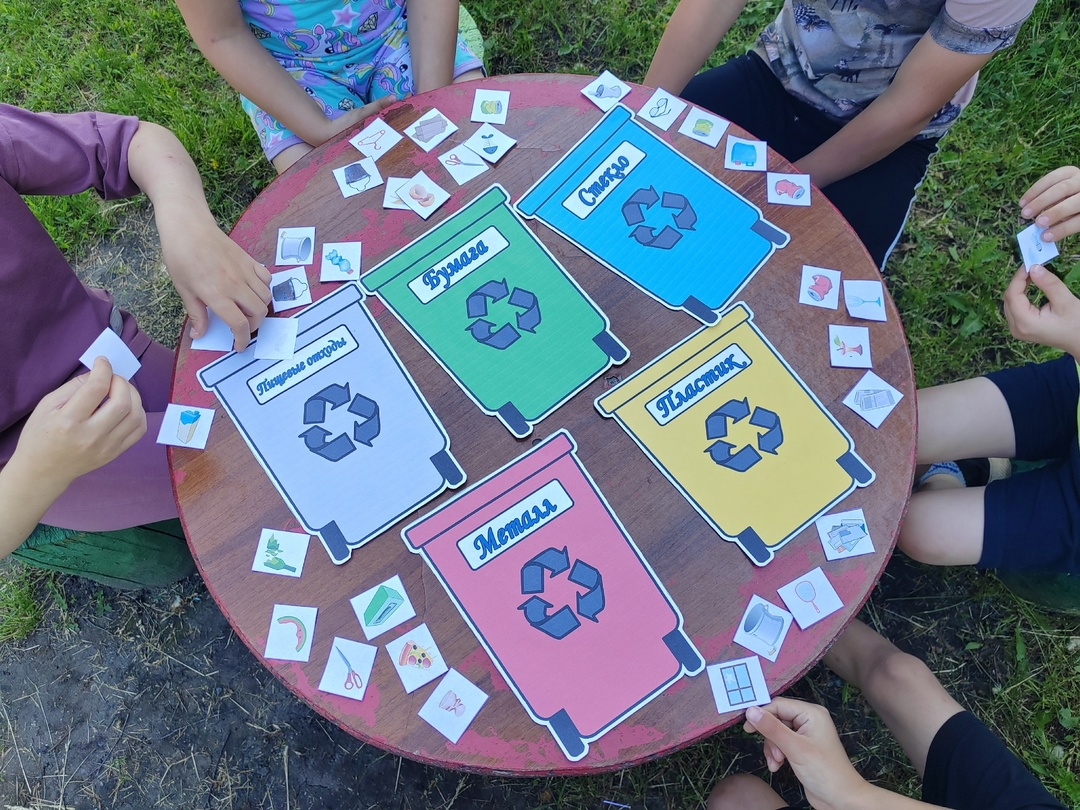 Стекло
Бумага
Пищевые отходы
Пластик
Металл